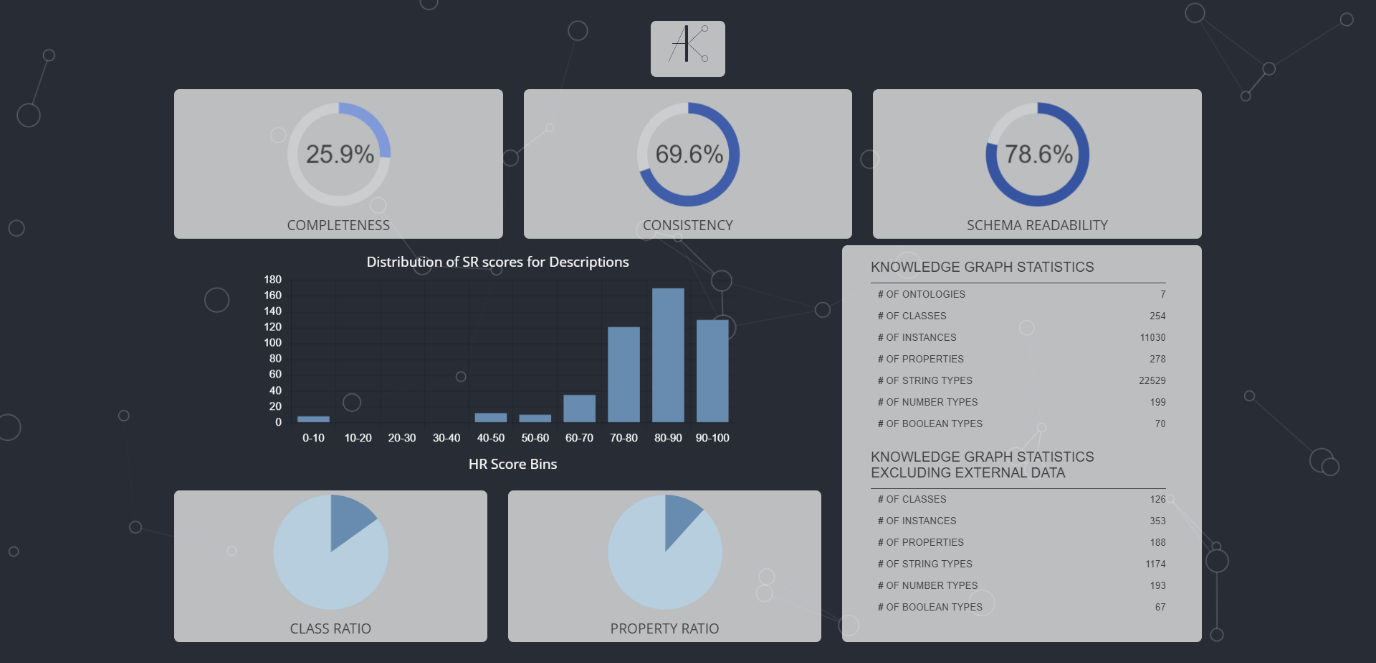 AK
25.9%
COMPLETENESS
69.6%
CONSISTENCY
78.6%
SCHEMA READABILITY
Distribution of SR scores for Descriptions
180
160
140
120
100
80
60
40
20
0
0-10 10-20 20-30 30-40 40-50 50-60 60-70 70-80 80-90 90-100
HR Score Bins
CLASS RATIO
PROPERTY RATIO
KNOWLEDGE GRAPH STATISTICS
# OF ONTOLOGIES 7
# OF CLASSES 254
# OF INSTANCES 11030
# OF PROPERTIES 278
# OF STRING TYPES 22529
# OF NUMBER TYPES 199
# OF BOOLEAN TYPES 70
KNOWLEDGE GRAPH STATISTICS
EXCLUDING EXTERNAL DATA
# OF CLASSES 126
# OF INSTANCES 353
# OF PROPERTIES 188
# OF STRING TYPES 1174
# OF NUMBER TYPES 193
# OF BOOLEAN TYPES 67